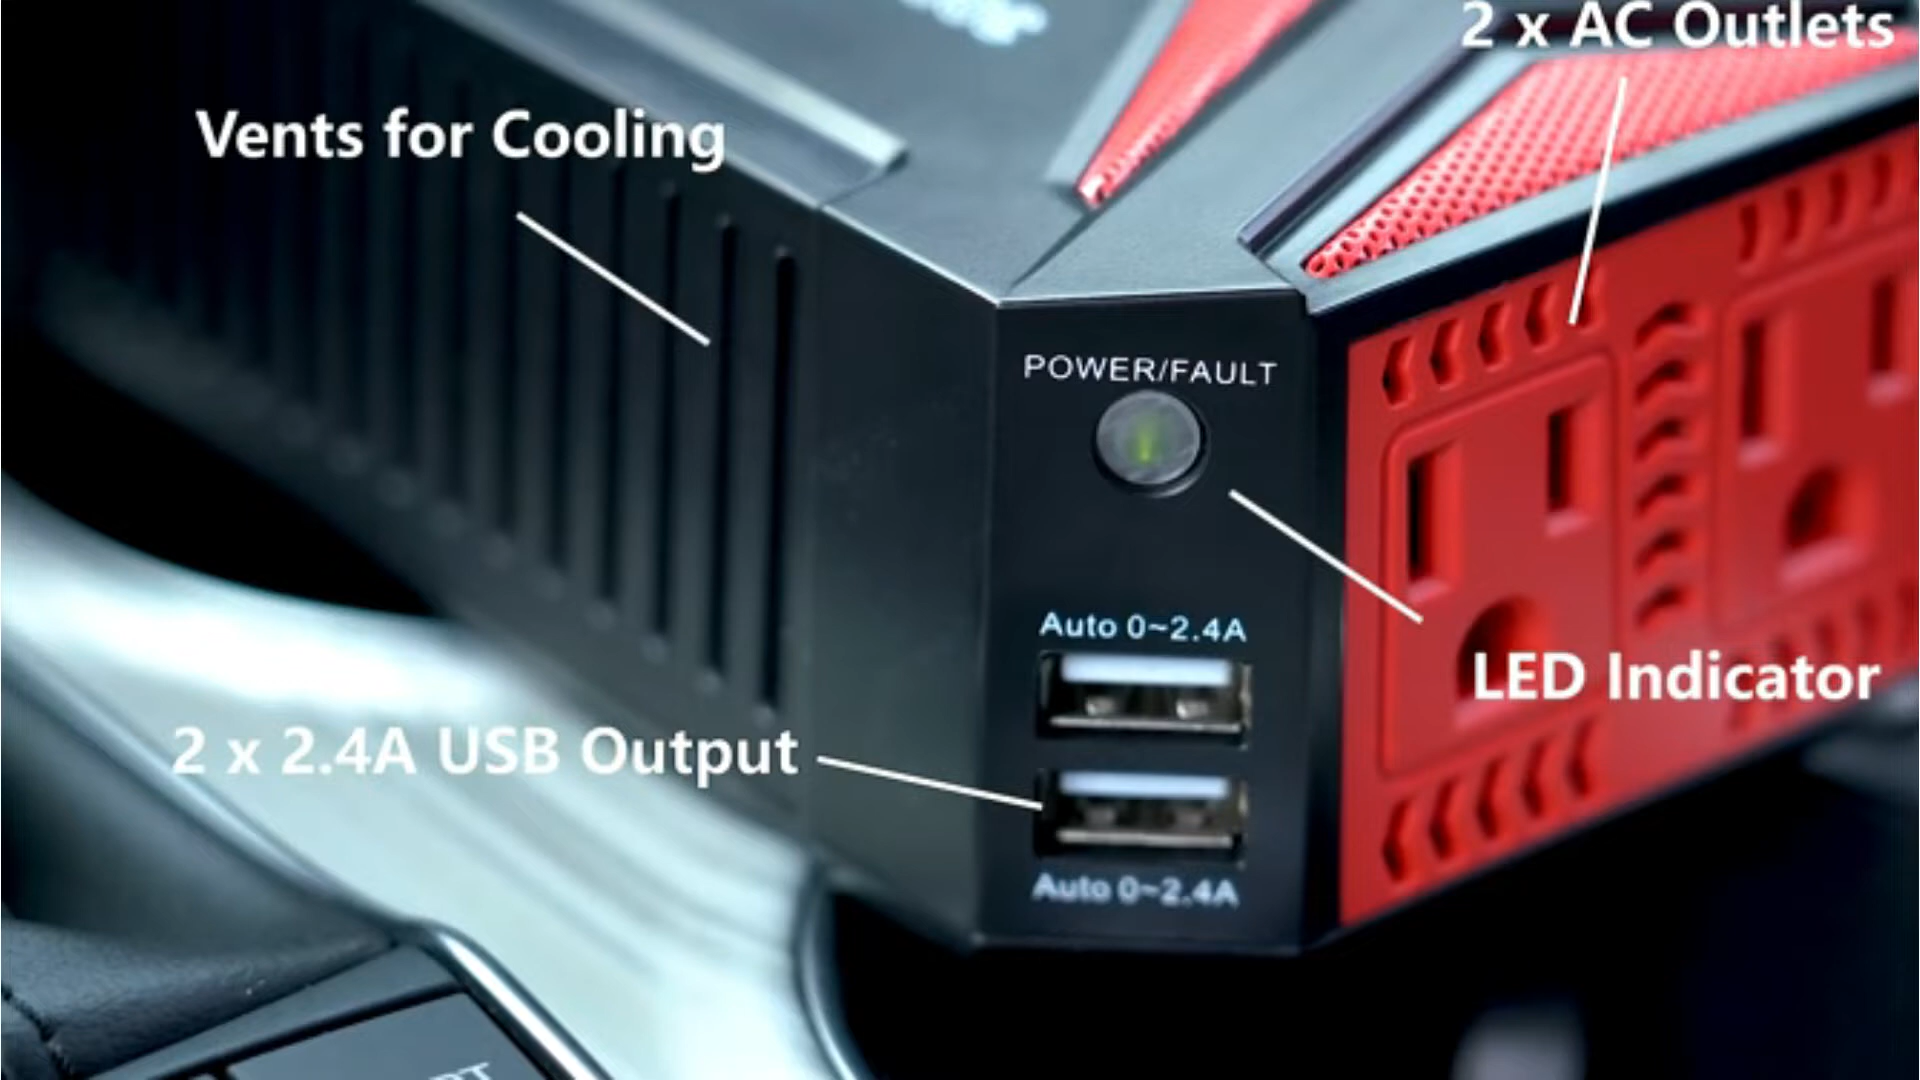 2 x AC Outlets
Vents for Cooling
POWER/FAULT
Auto 0~2.4A
LED Indicator
2 x 2.4A USB Output
Auto 0~2.4A